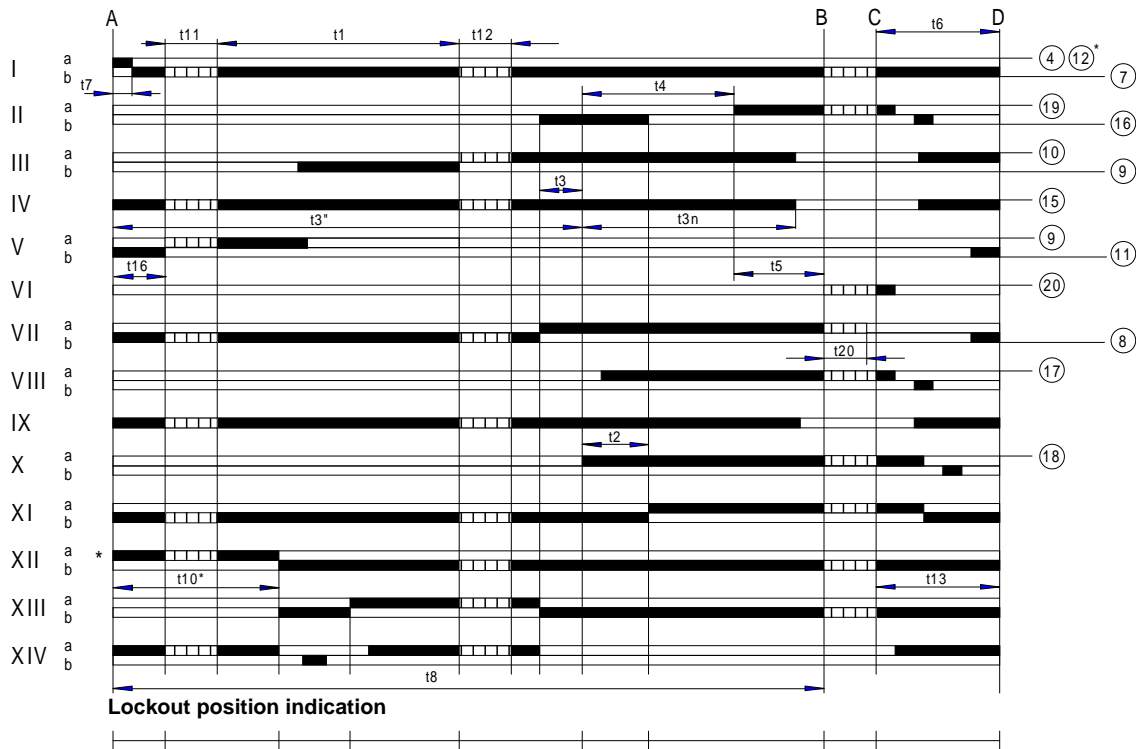 A B C D
t11 t1 t12 t6
I a 4 12 *
b 7
t7 t4
II a 19
b 16
III a 10
b 9
t3
IV 15
t3" t3n
V a 9
b 11
t16 t5
VI 20
VII a
b 8
t20
VIII a 17
b
IX
t2
X a 18
b
XI a
b
XII a *
b
t10* t13
XIII a
b
XIV a
b
t8
Lockout position indication